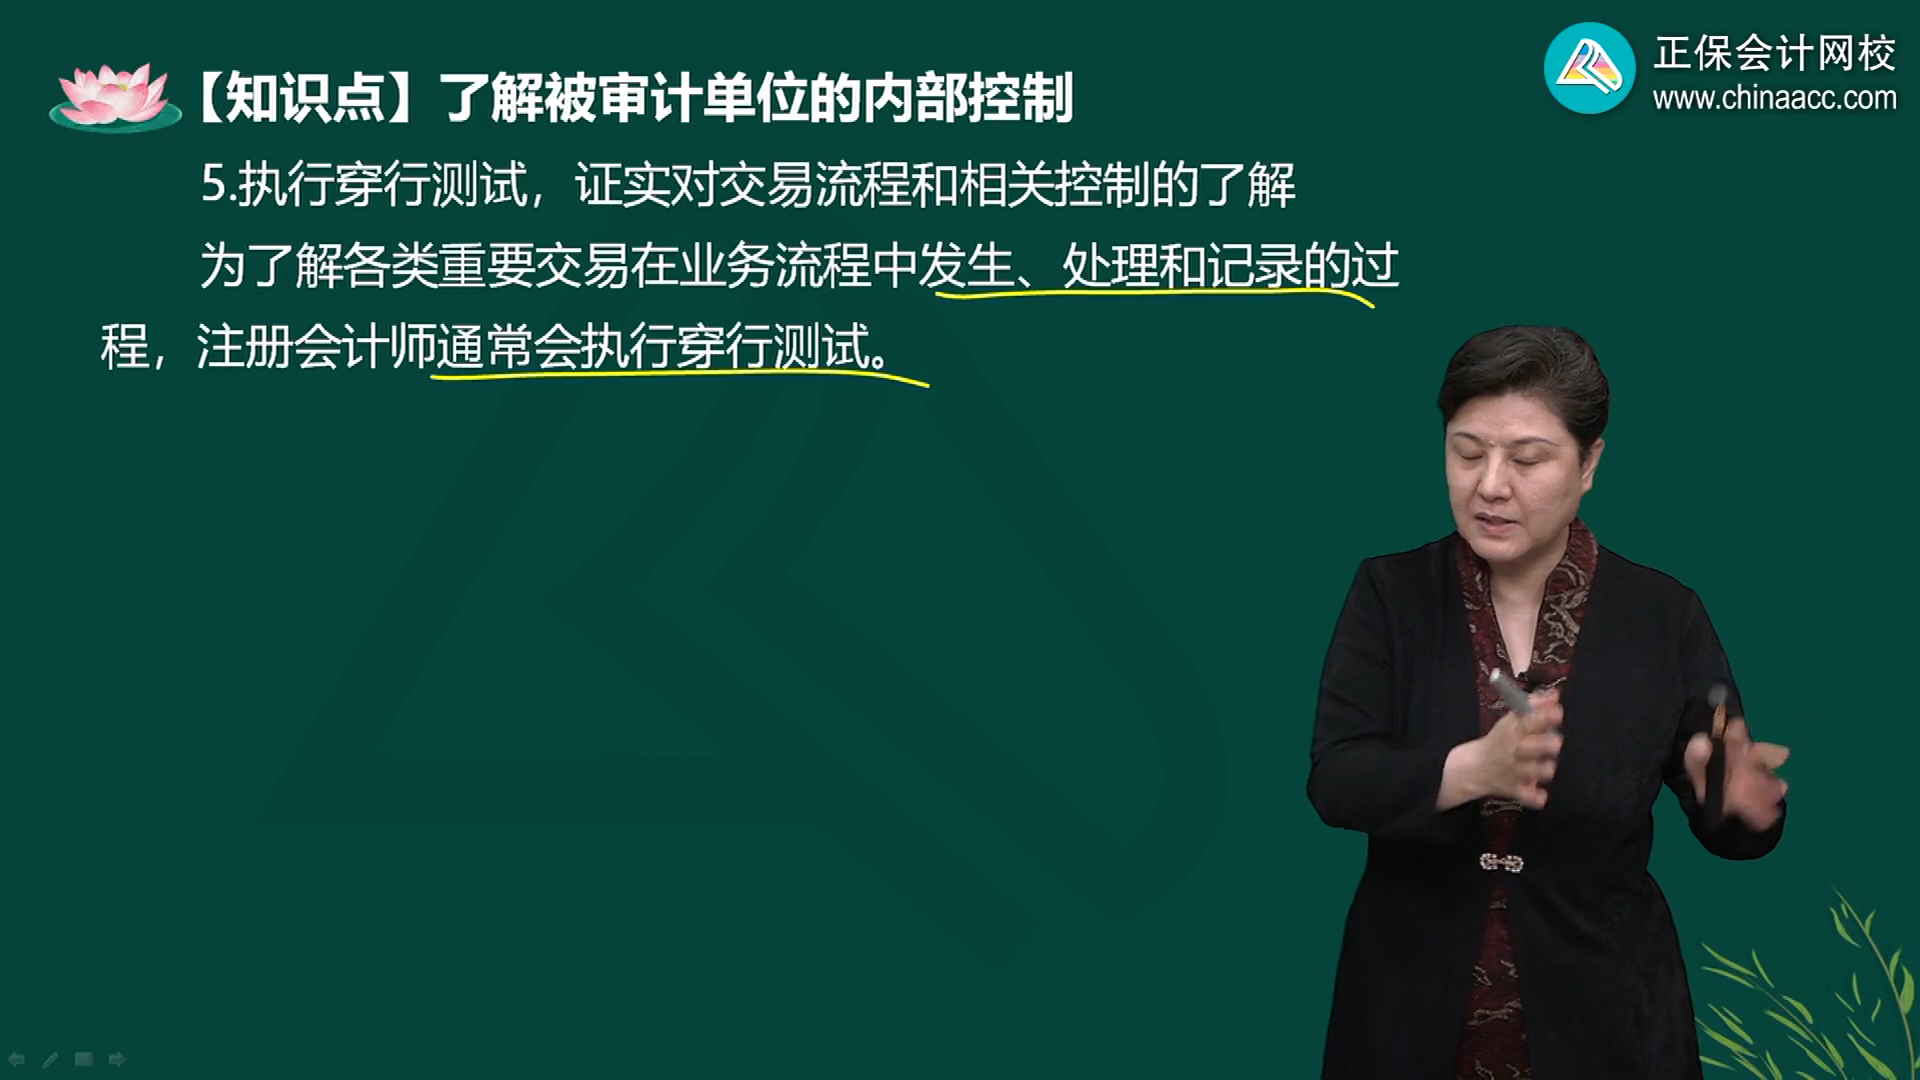 正保会计网校
www.chinaacc.com
【知识点】了解被审计单位的内部控制
5.执行穿行测试，证实对交易流程和相关控制的了解
为了解各类重要交易在业务流程中发生、处理和记录的过
程，注册会计师通常会执行穿行测试。